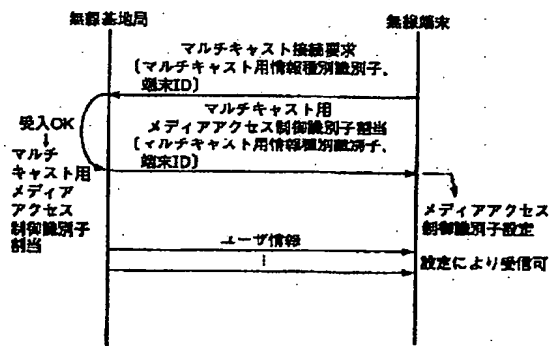 無線基地局
無線端末
マルチキャスト接続要求
〔マルチキャスト用情報種別識別子、
端末ID〕
マルチキャスト用
メディアアクセス制御識別子割当
〔マルチキャスト用情報種別識別子、
端末ID〕
受入OK
↓
マルチ
キャスト用
メディア
アクセス
制御識別子
割当
メディアアクセス
制御識別子設定
ユーザ情報
設定により受信可